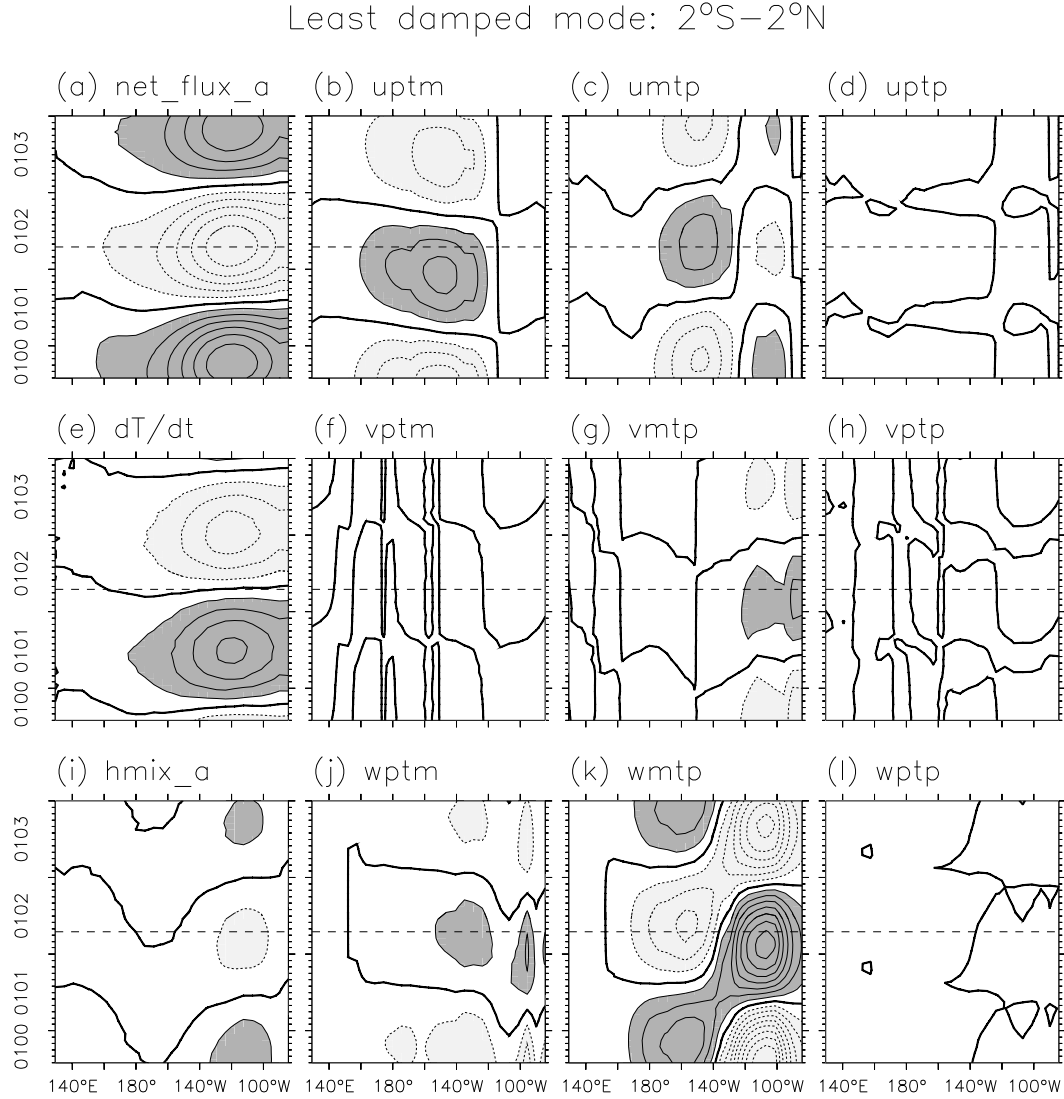 Least damped mode: 2°S−2°N
(a) net_flux_a
(b) uptm
(c) umtp
(d) uptp
0103
0102
0101
0100
(e) dT/dt
(f) vptm
(g) vmtp
(h) vptp
0103
0102
0101
0100
(i) hmix_a
(j) wptm
(k) wmtp
(l) wptp
0103
0102
0101
0100
140°E 180° 140°W 100°W
140°E 180° 140°W 100°W
140°E 180° 140°W 100°W
140°E 180° 140°W 100°W